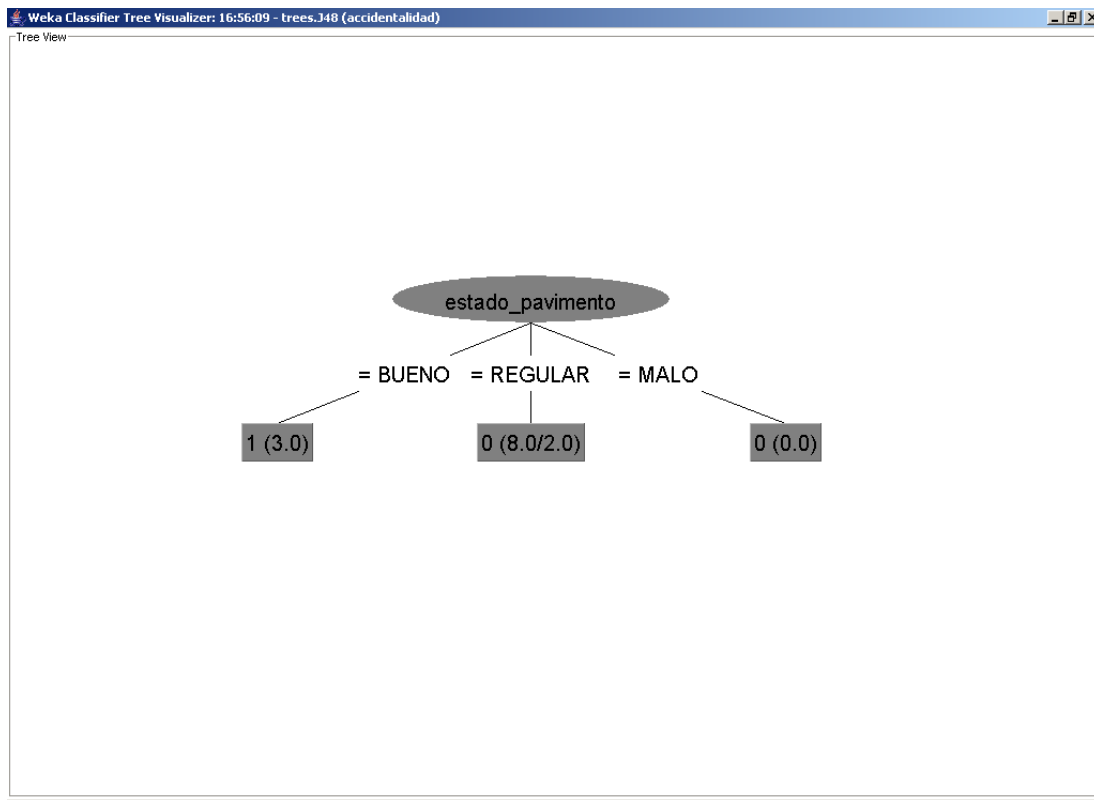 Weka Classifier Tree Visualizer: 16:56:09 - trees.J48 (accidentalidad)
Tree View
estado_pavimento
= BUENO = REGULAR = MALO
1 (3.0) 0 (8.0/2.0) 0 (0.0)